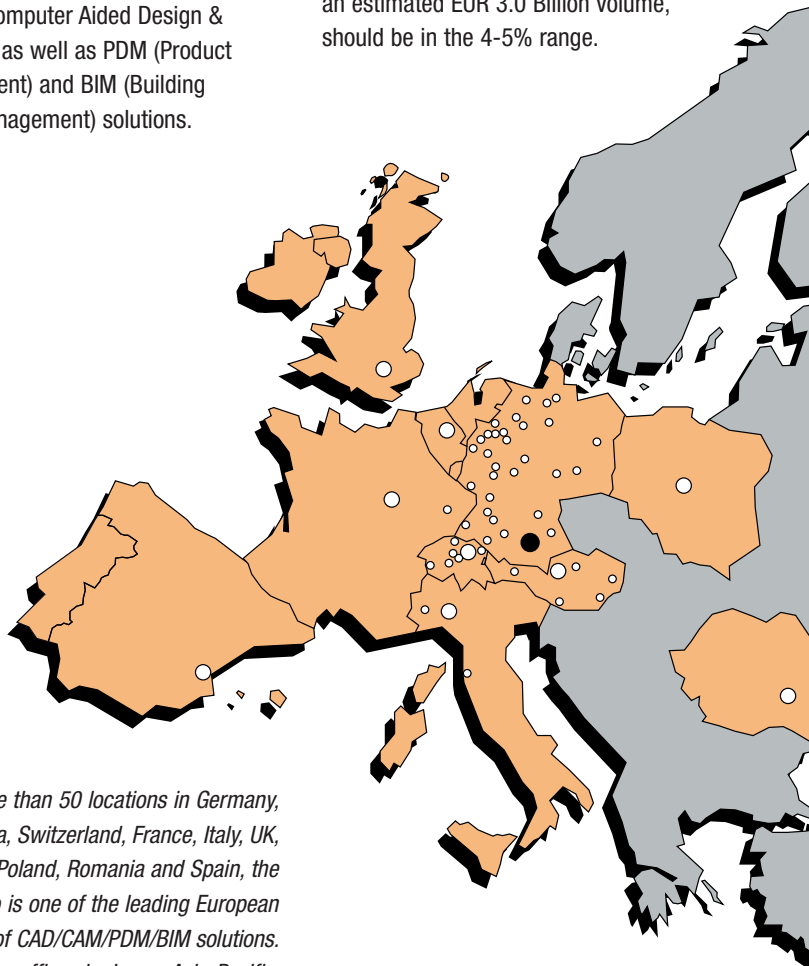 omputer Aided Design &
as well as PDM (Product
ent) and BIM (Building
nagement) solutions.
an estimated EUR 3.0 Billion volume,
should be in the 4-5% range.
e than 50 locations in Germany,
a, Switzerland, France, Italy, UK,
Poland, Romania and Spain, the
is one of the leading European
of CAD/CAM/PDM/BIM solutions.